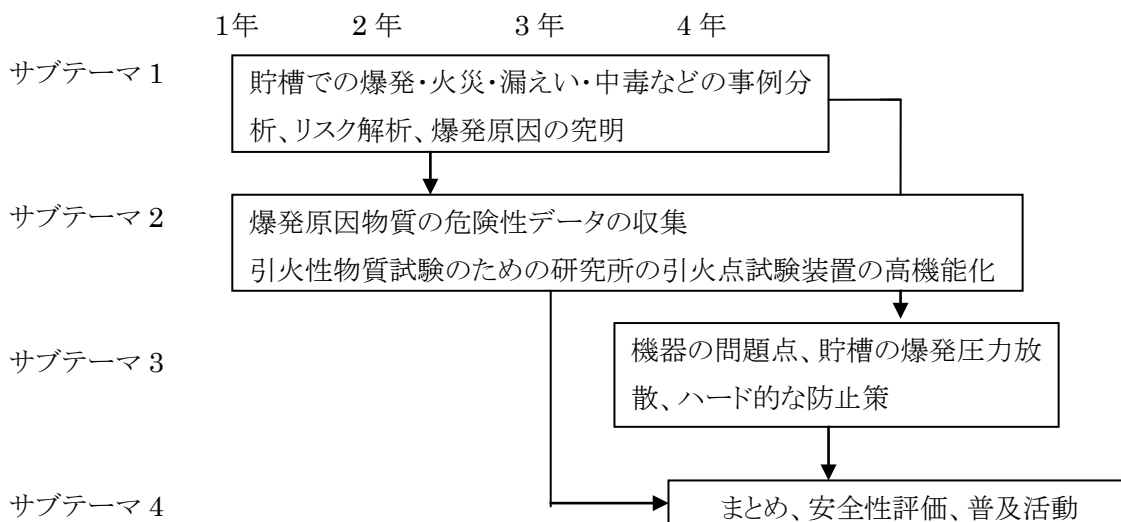 1年 2年 3年 4年
サブテーマ1
貯槽での爆発・火災・漏えい・中毒などの事例分
析、リスク解析、爆発原因の究明
サブテーマ2
爆発原因物質の危険性データの収集
引火性物質試験のための研究所の引火点試験装置の高機能化
サブテーマ3
機器の問題点、貯槽の爆発圧力放
散、ハード的な防止策
サブテーマ4
まとめ、安全性評価、普及活動